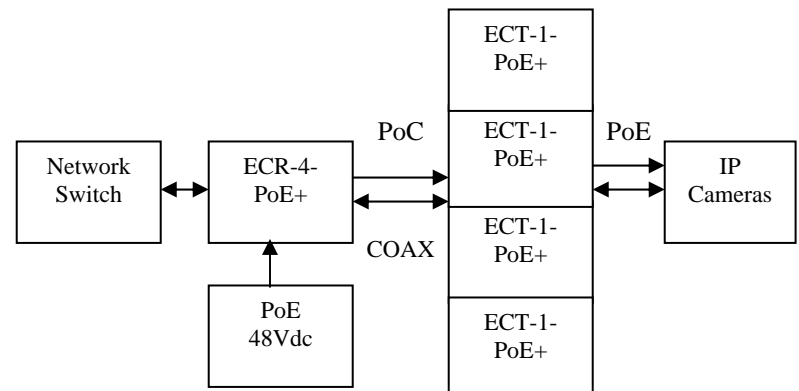 Network
Switch
ECR-4-
PoE+
PoE
48Vdc
PoC
COAX
ECT-1-
PoE+
ECT-1-
PoE+
ECT-1-
PoE+
ECT-1-
PoE+
PoE
IP
Cameras